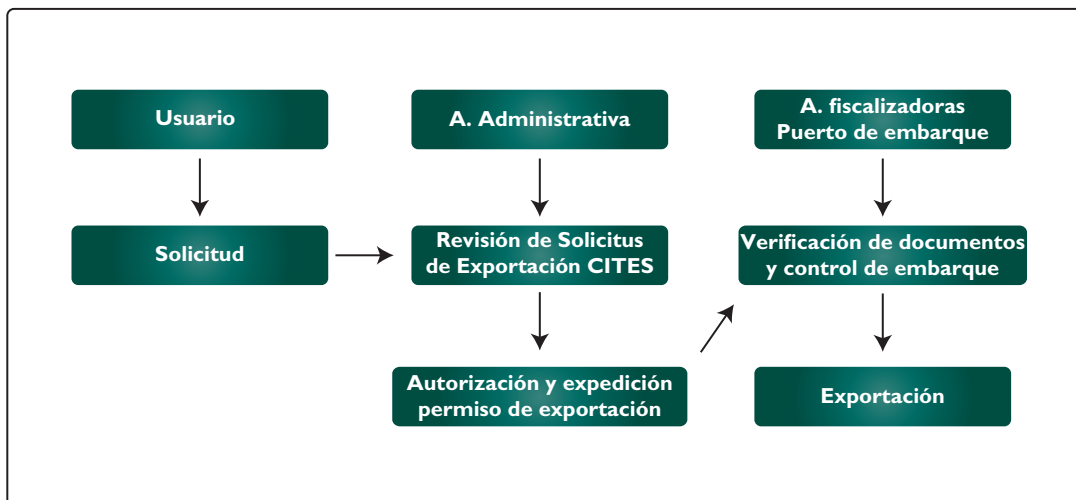 Usuario
A. Administrativa
A. fiscalizadoras
Puerto de embarque
Solicitud
Revisión de Solicitus
de Exportación CITES
Verificación de documentos
y control de embarque
Autorización y expedición
permiso de exportación
Exportación